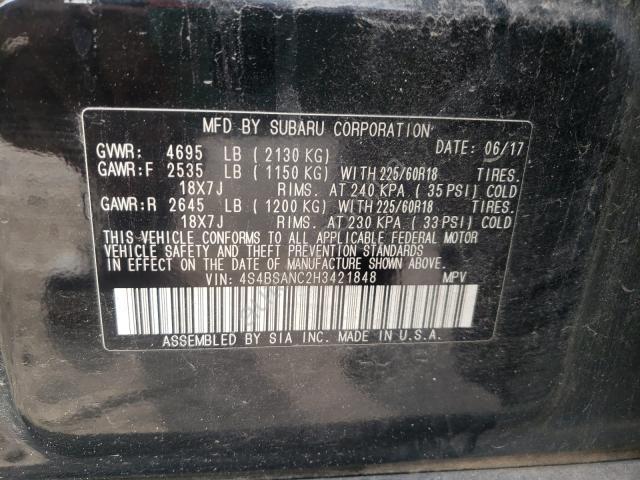 MFD BY SUBARU CORPORATION DATE: 06/17
GVWR: 4695 LB (2130 KG)
GAWR:F 2535 LB (1150 KG) WITH 225/60R18 TIRES.
18X7J RIMS. AT 240 KPA (35 PSI) COLD
GAWR:R 2645 LB (1200 KG) WITH 225/60R18 TIRES.
18X7J RIMS. AT 230 KPA (33 PSI) COLD
THIS VEHICLE CONFORMS TO ALL APPLICABLE FEDERAL MOTOR
VEHICLE SAFETY AND THEFT PREVENTION STANDARDS
IN EFFECT ON THE DATE OF MANUFACTURE SHOWN ABOVE.
VIN: 4S4BSANC2H3421848 MPV
ASSEMBLED BY SIA INC. MADE IN U.S.A.